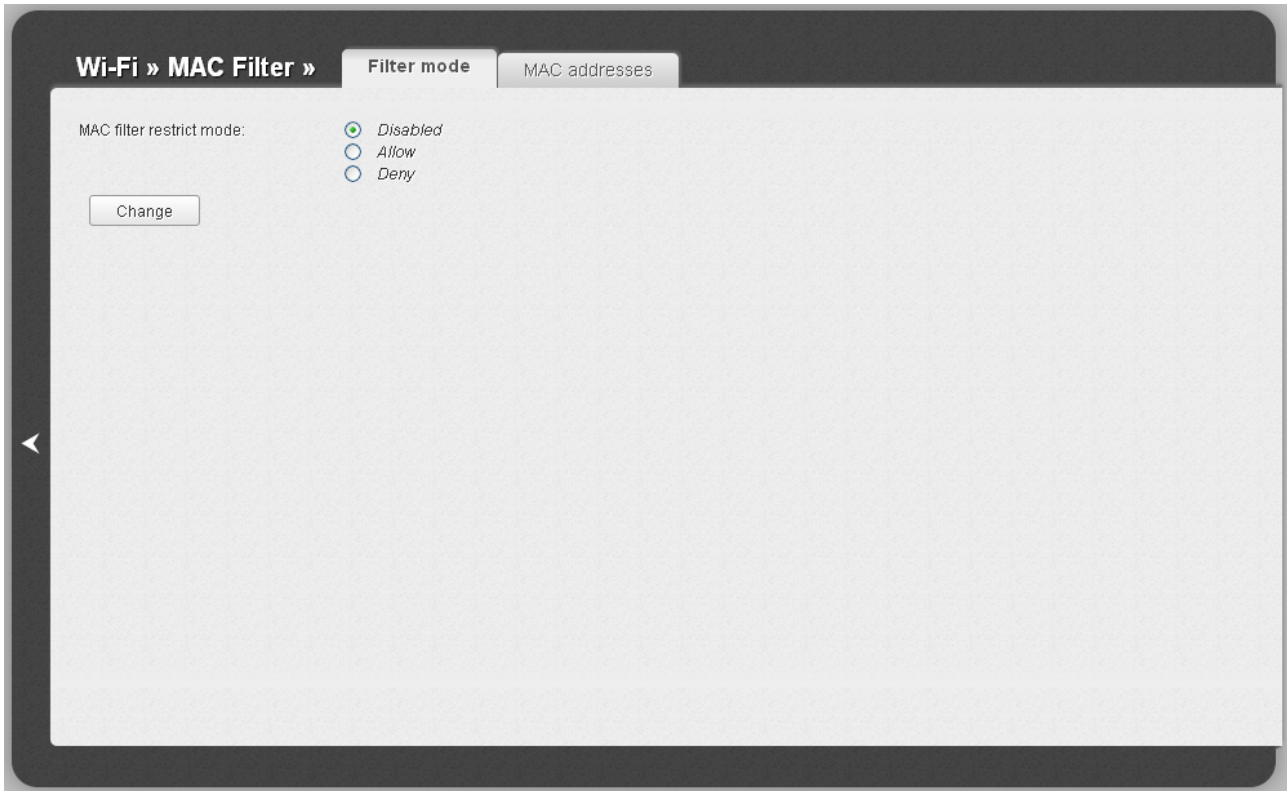 Wi-Fi » MAC Filter »
Filter mode
MAC addresses
MAC filter restrict mode:
Disabled
Allow
Deny
Change